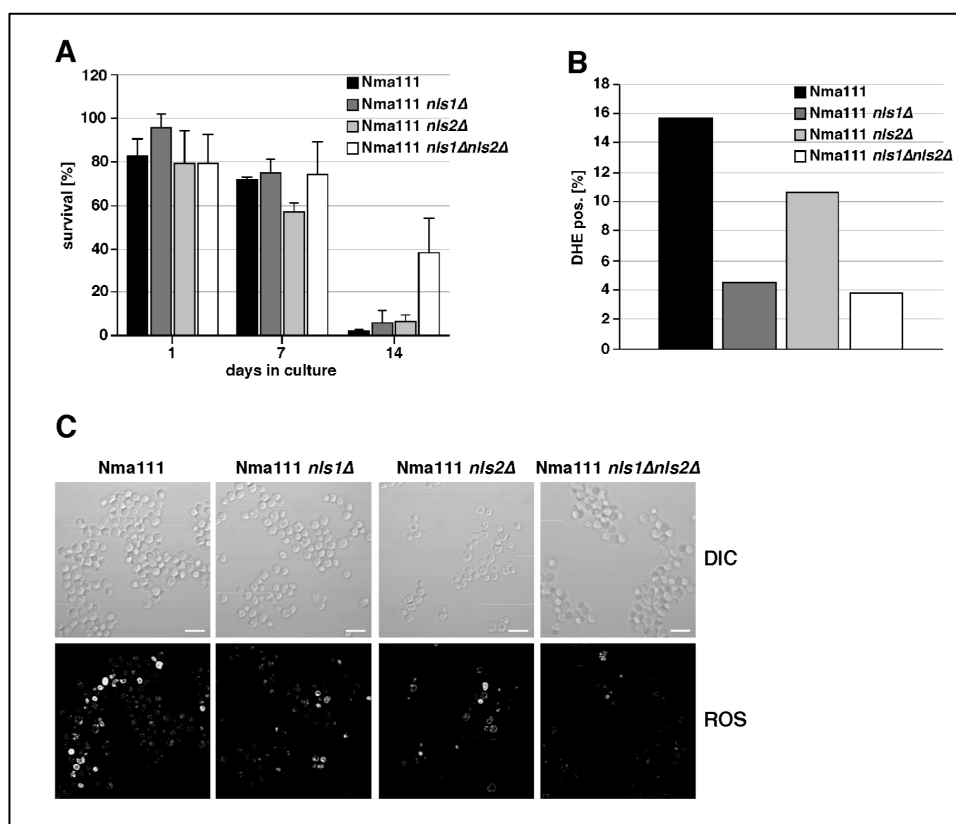 A
120
100
80
60
40
20
0
survival [%]
1 7 14
days in culture
Nma111
Nma111 nls1Δ
Nma111 nls2Δ
Nma111 nls1Δnls2Δ
B
18
16
14
12
10
8
6
4
2
0
DHE pos. [%]
Nma111
Nma111 nls1Δ
Nma111 nls2Δ
Nma111 nls1Δnls2Δ
C
Nma111 Nma111 nls1Δ Nma111 nls2Δ Nma111 nls1Δnls2Δ
DIC
ROS